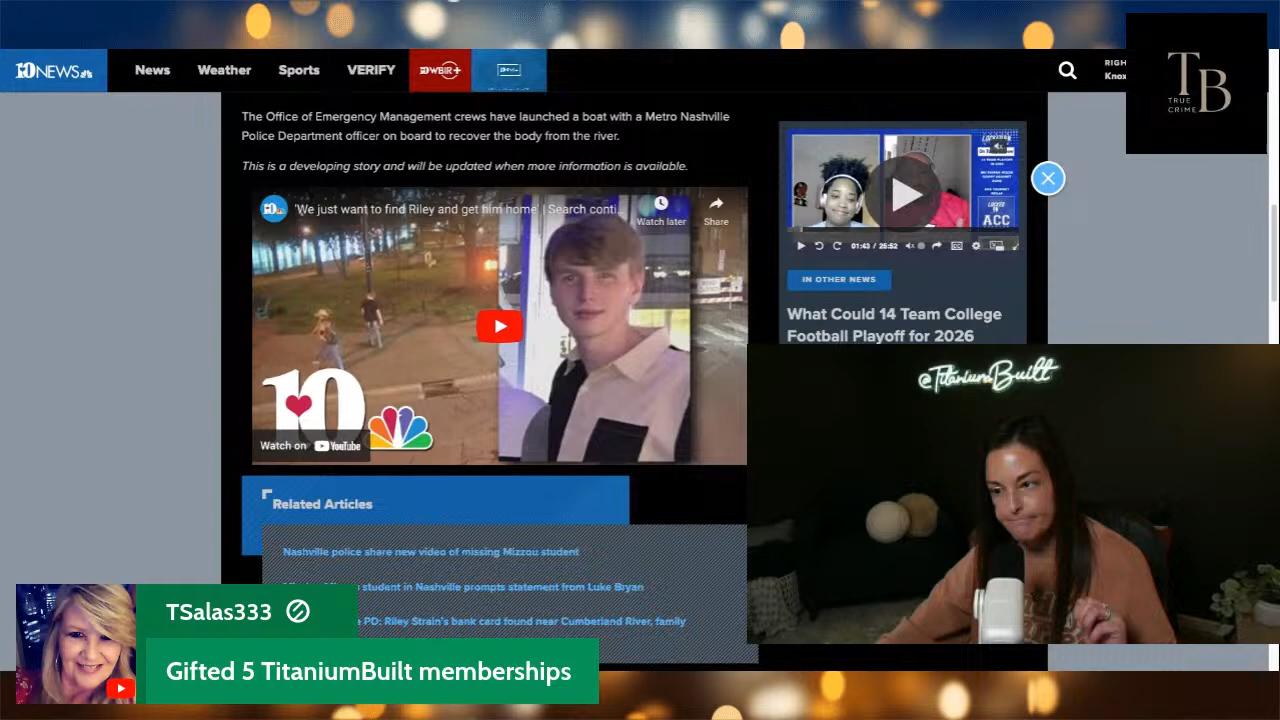 10NEWS
News
Weather
Sports
VERIFY
10WBIR+
RIGH
Knox
TB
TRUE
CRIME
The Office of Emergency Management crews have launched a boat with a Metro Nashville
Police Department officer on board to recover the body from the river.
This is a developing story and will be updated when more information is available.
'We just want to find Riley and get him home' | Search conti...
Watch later
Share
10
Watch on YouTube
ACC
01:43 / 25:52
IN OTHER NEWS
What Could 14 Team College
Football Playoff for 2026
@TitaniumBuilt
Related Articles
Nashville police share new video of missing Mizzou student
student in Nashville prompts statement from Luke Bryan
PD: Riley Strain's bank card found near Cumberland River, family
TSalas333
Gifted 5 TitaniumBuilt memberships